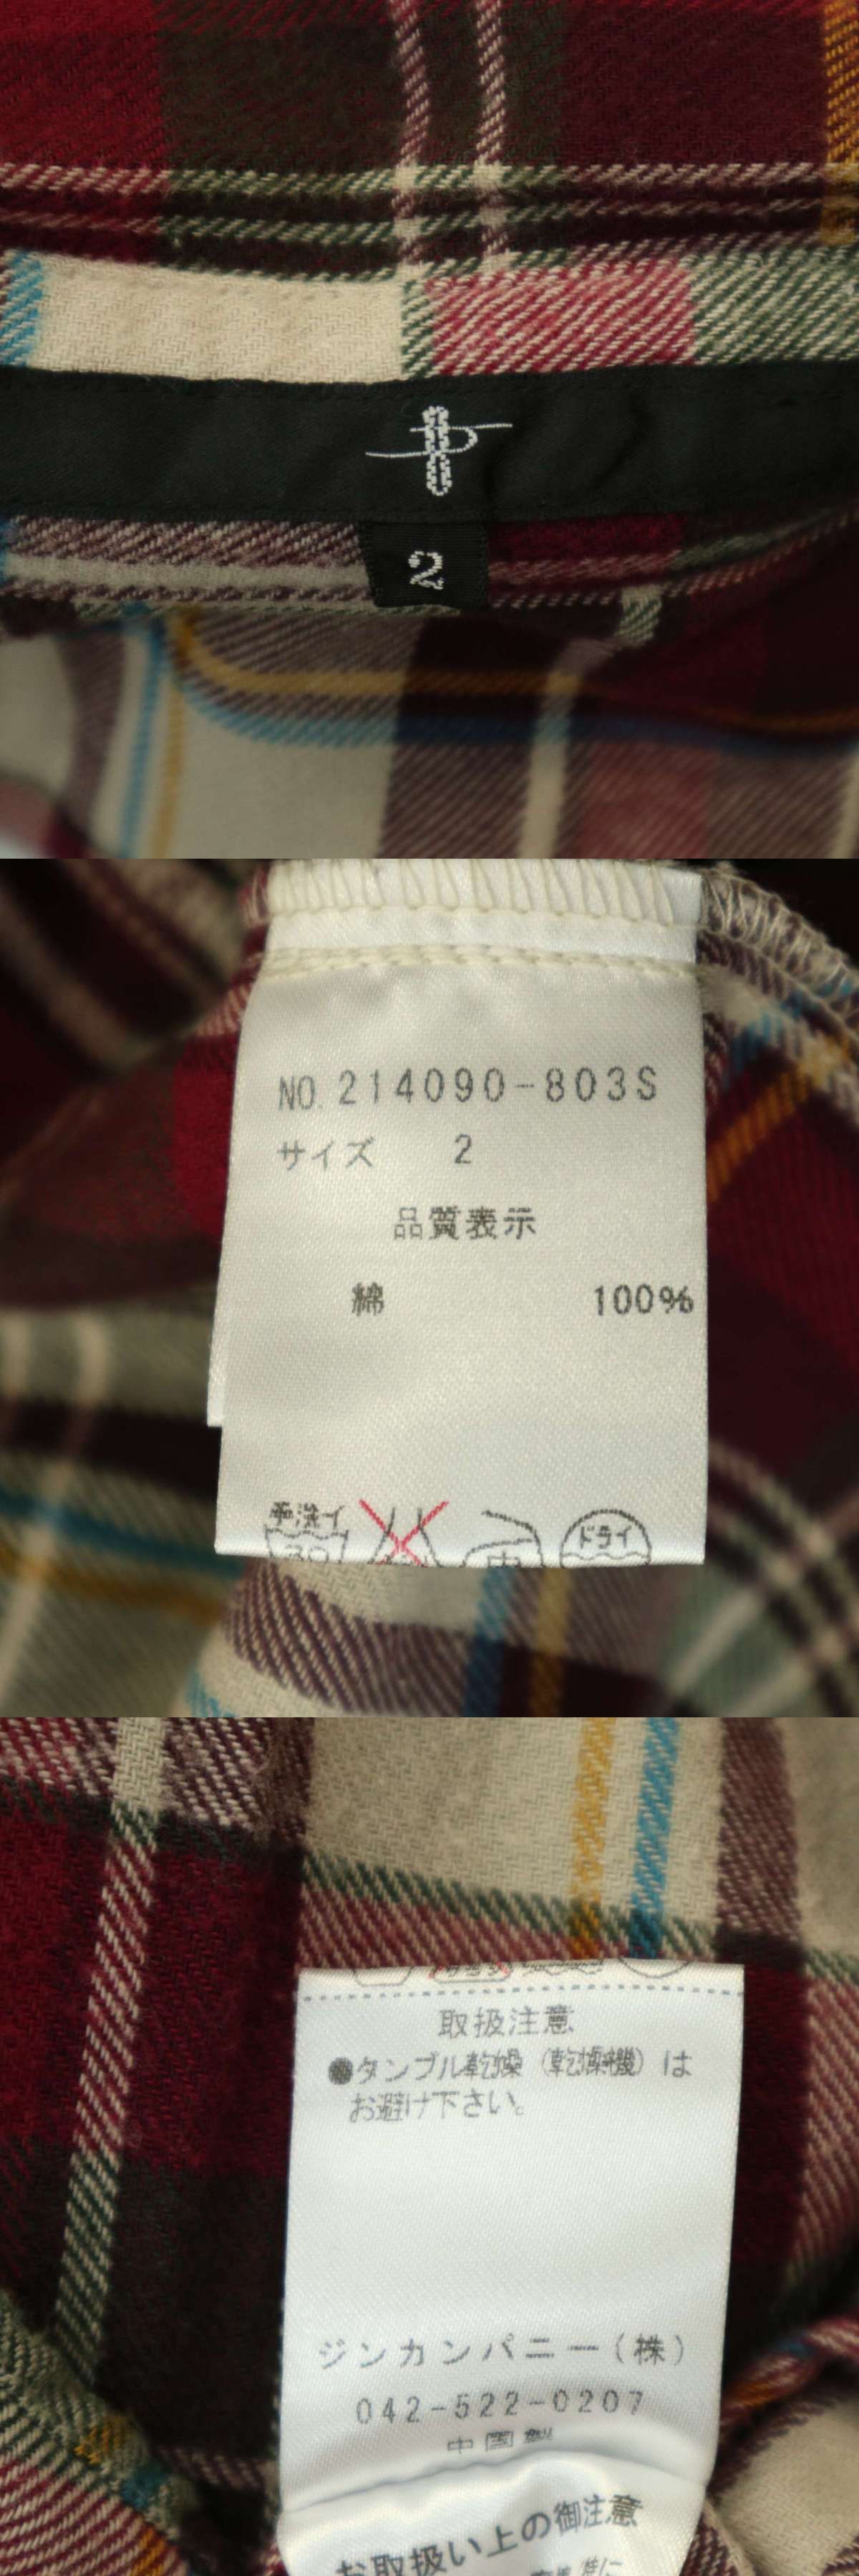 2
NO.214090-803S
サイズ 2
品質表示
綿 100%
手洗イ
30
中
ドライ
取扱注意
●タンブル乾燥(乾燥機)は
お避け下さい。
ジンカンパニー(株)
042-522-0207
中国製
お取扱い上の御注意
特に